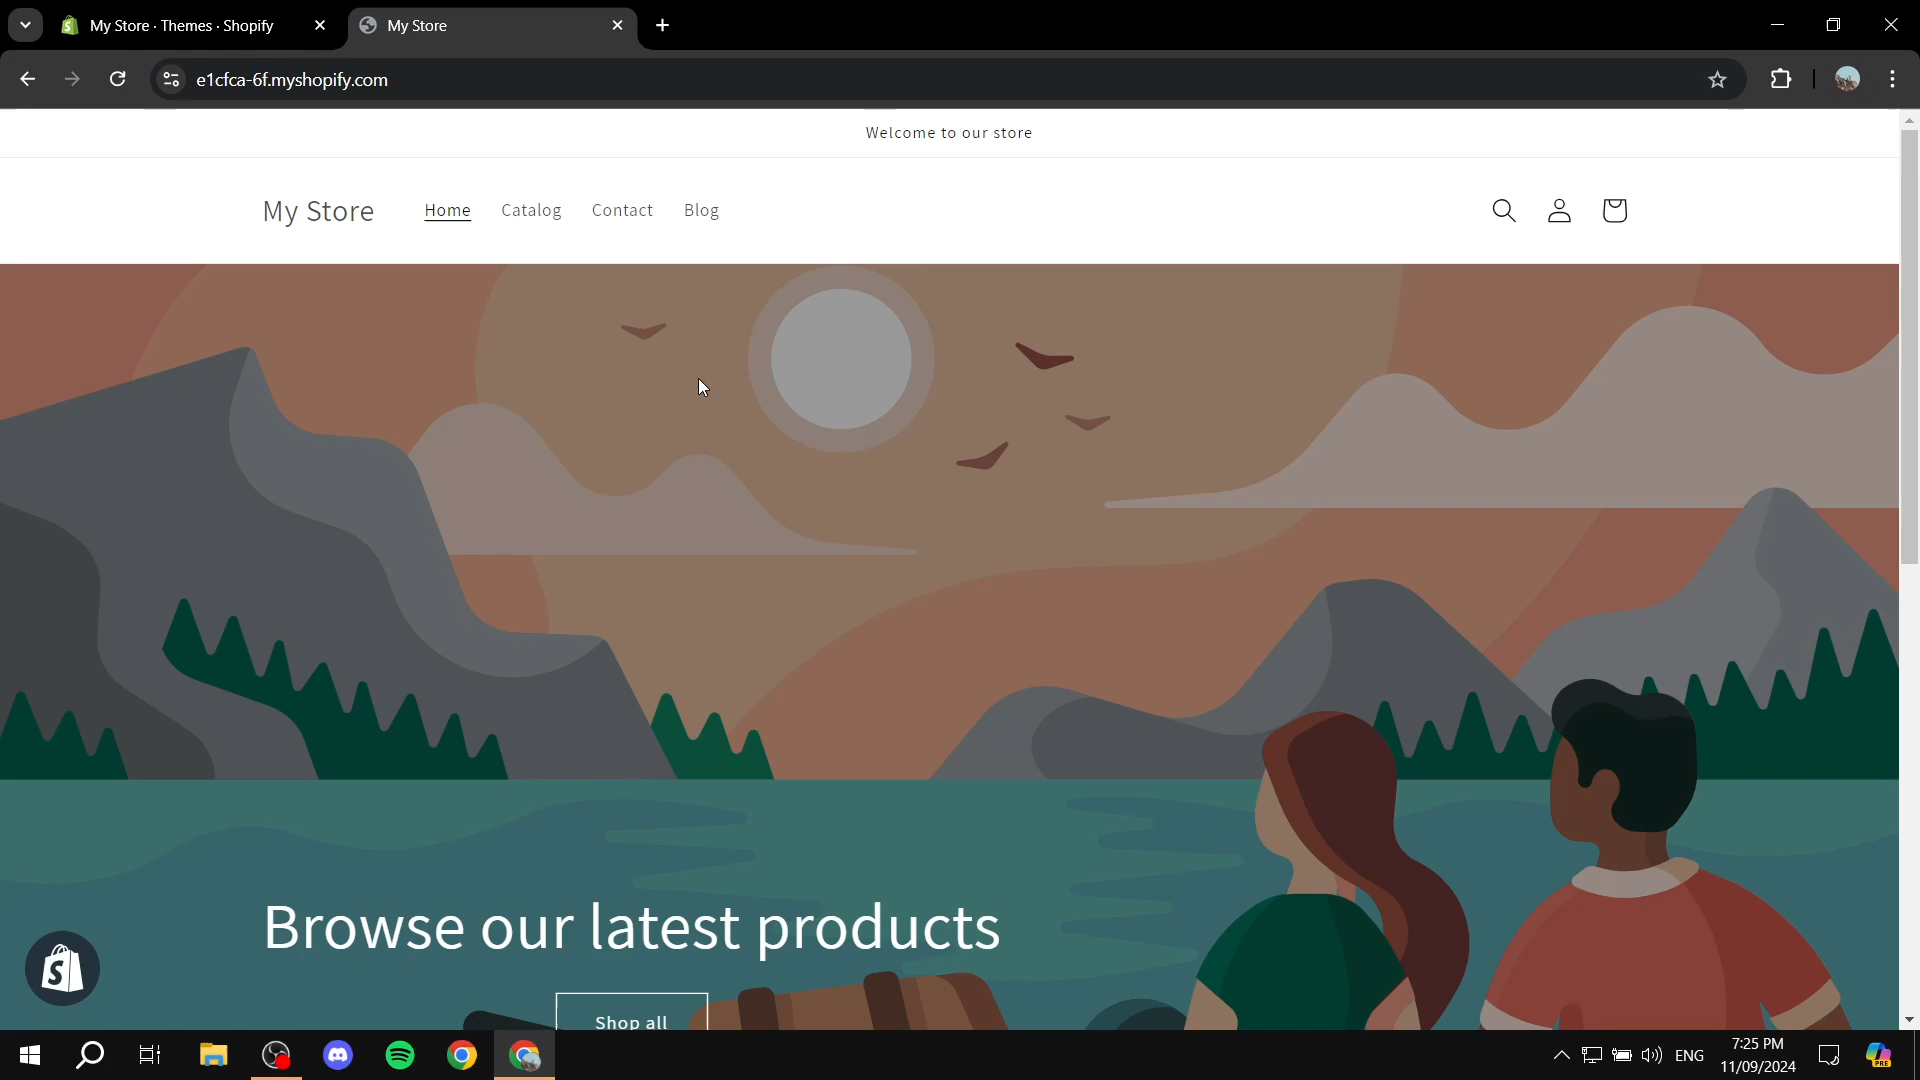 My Store · Themes · Shopify
My Store
e1cfca-6f.myshopify.com
Welcome to our store
My Store
Home
Catalog
Contact
Blog
Browse our latest products
Shop all
ENG
7:25 PM
11/09/2024
PRE